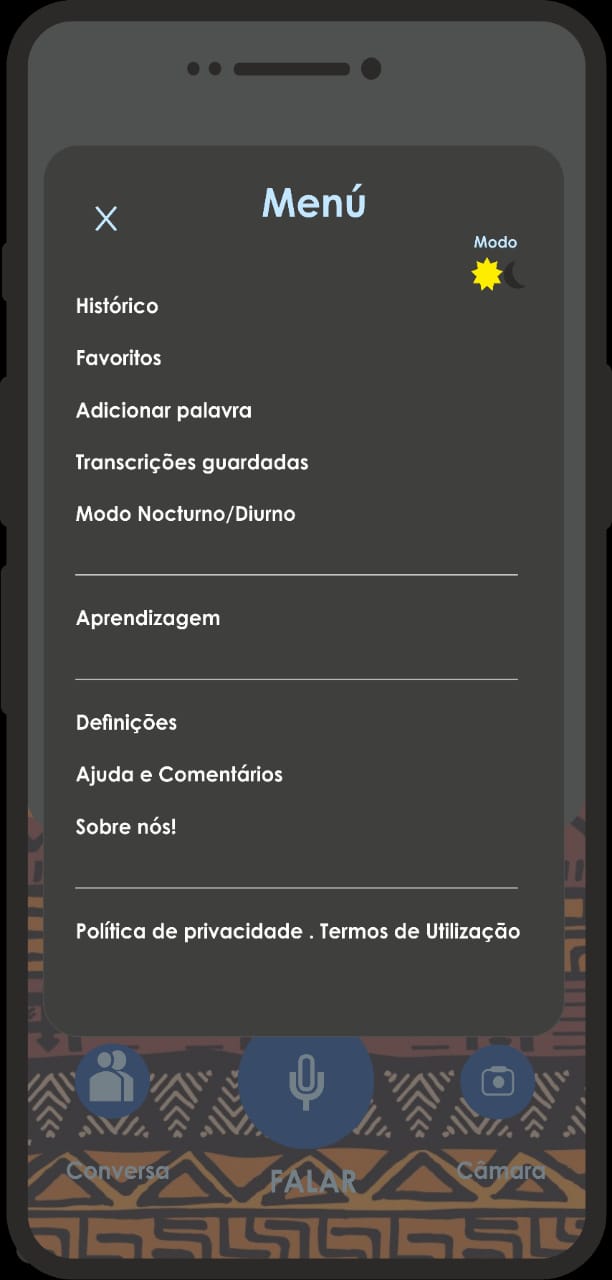 Menú
Modo
Histórico
Favoritos
Adicionar palavra
Transcrições guardadas
Modo Nocturno/Diurno
Aprendizagem
Definições
Ajuda e Comentários
Sobre nós!
Política de privacidade . Termos de Utilização
Conversa
FALAR
Câmara